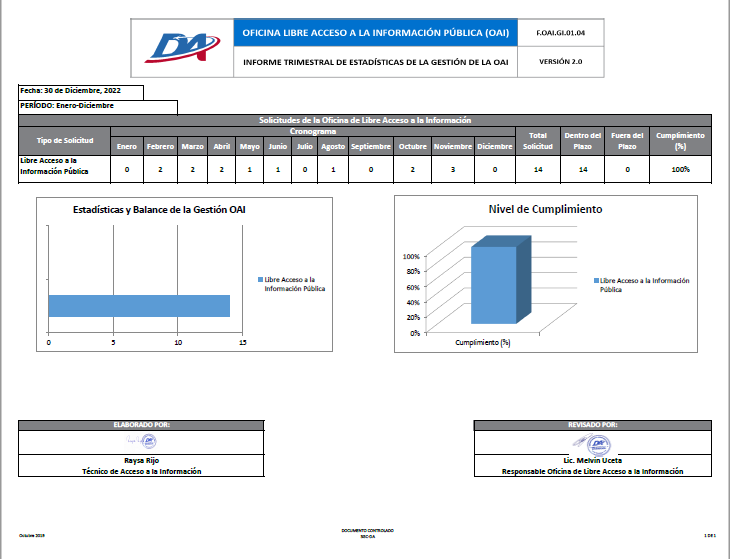 DA
OFICINA LIBRE ACCESO A LA INFORMACIÓN PÚBLICA (OAI)
F.OAI.GI.01.04
INFORME TRIMESTRAL DE ESTADÍSTICAS DE LA GESTIÓN DE LA OAI
VERSIÓN 2.0
Fecha: 30 de Diciembre, 2022
PERÍODO: Enero-Diciembre
Solicitudes de la Oficina de Libre Acceso a la Información
Tipo de Solicitud
Cronograma
Enero Febrero Marzo Abril Mayo Junio Julio Agosto Septiembre Octubre Noviembre Diciembre
Total Solicitud
Dentro del Plazo
Fuera del Plazo
Cumplimiento (%)
Libre Acceso a la
Información Pública
0 2 2 2 1 1 0 1 0 2 3 0 14 14 0 100%
Estadísticas y Balance de la Gestión OAI
Libre Acceso a la
Información Pública
0 5 10 15
Nivel de Cumplimiento
100%
80%
60%
40%
20%
0%
Cumplimiento (%)
Libre Acceso a la Información
Pública
ELABORADO POR:
Raysa Rijo
Técnico de Acceso a la Información
REVISADO POR:
Lic. Melvin Uceta
Responsable Oficina de Libre Acceso a la Información
Octubre 2019
DOCUMENTO CONTROLADO
SGC-DA
1 DE 1